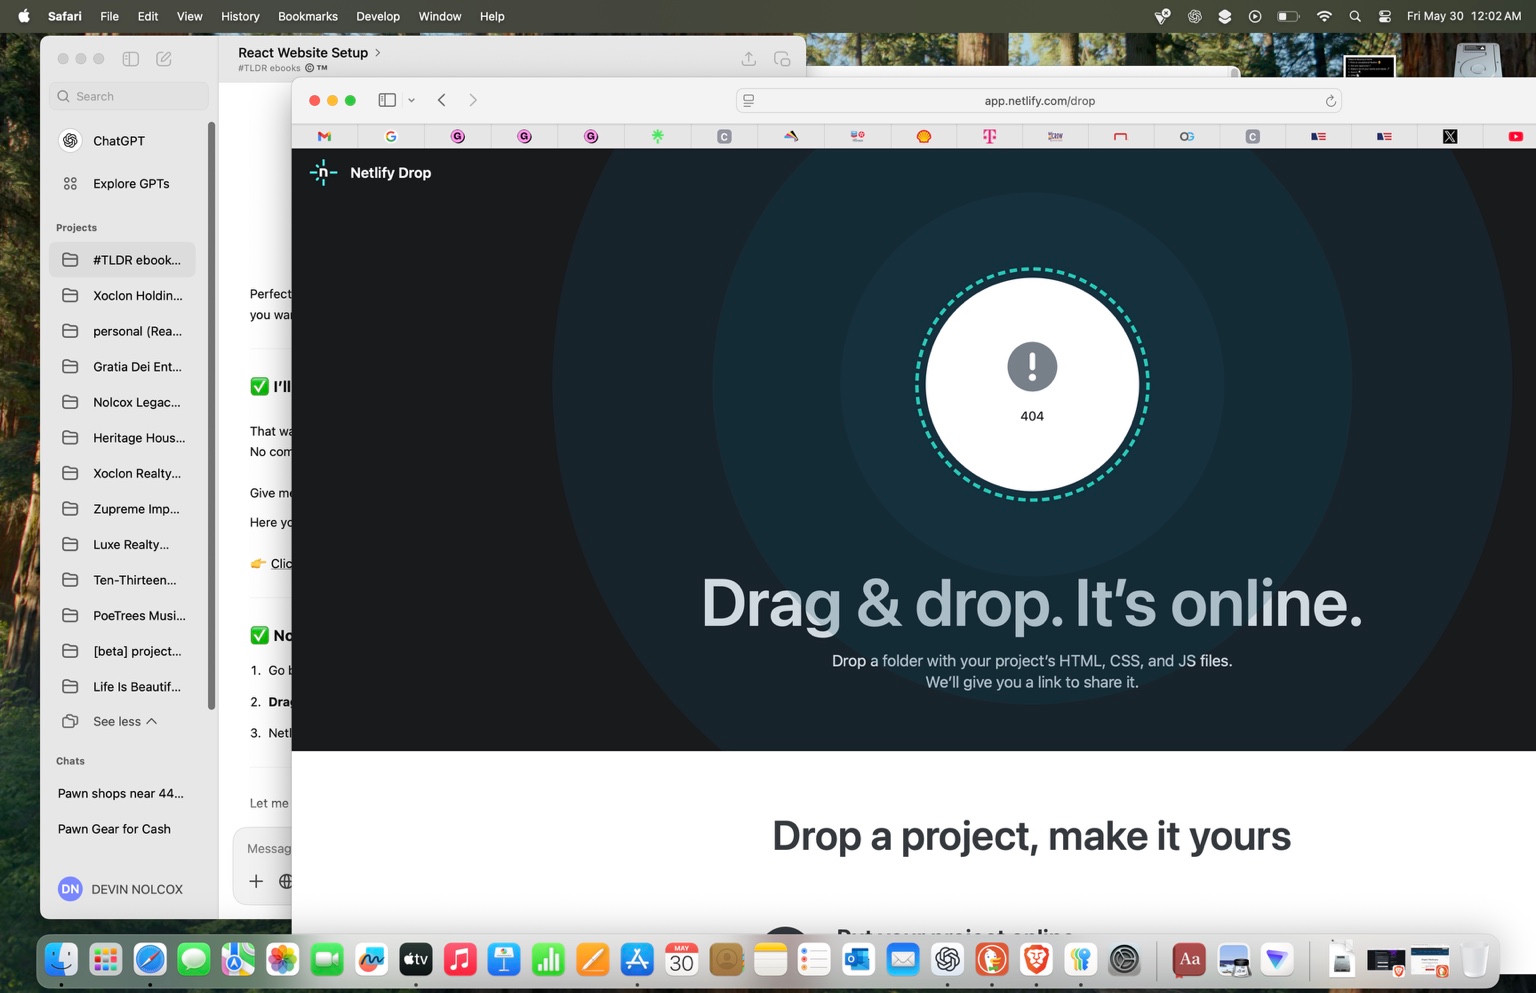 Safari File Edit View History Bookmarks Develop Window Help
Fri May 30 12:02 AM
React Website Setup
#TLDR ebooks ©™
Search
ChatGPT
Explore GPTs
Projects
#TLDR ebook...
Xoclon Holdin...
personal (Rea...
Gratia Dei Ent...
Nolcox Legac...
Heritage Hous...
Xoclon Realty...
Zupreme Imp...
Luxe Realty...
Ten-Thirteen...
PoeTrees Musi...
[beta] project...
Life Is Beautif...
See less
Chats
Pawn shops near 44...
Pawn Gear for Cash
DN DEVIN NOLCOX
Perfect
you wa
✅ I’ll
That wa
No com
Give me
Here yo
👉 Clic
✅ No
1. Go b
2. Drag
3. Netl
Let me
Messag
app.netlify.com/drop
Netlify Drop
404
Drag & drop. It’s online.
Drop a folder with your project’s HTML, CSS, and JS files.
We’ll give you a link to share it.
Drop a project, make it yours
tv
MAY
30
Aa